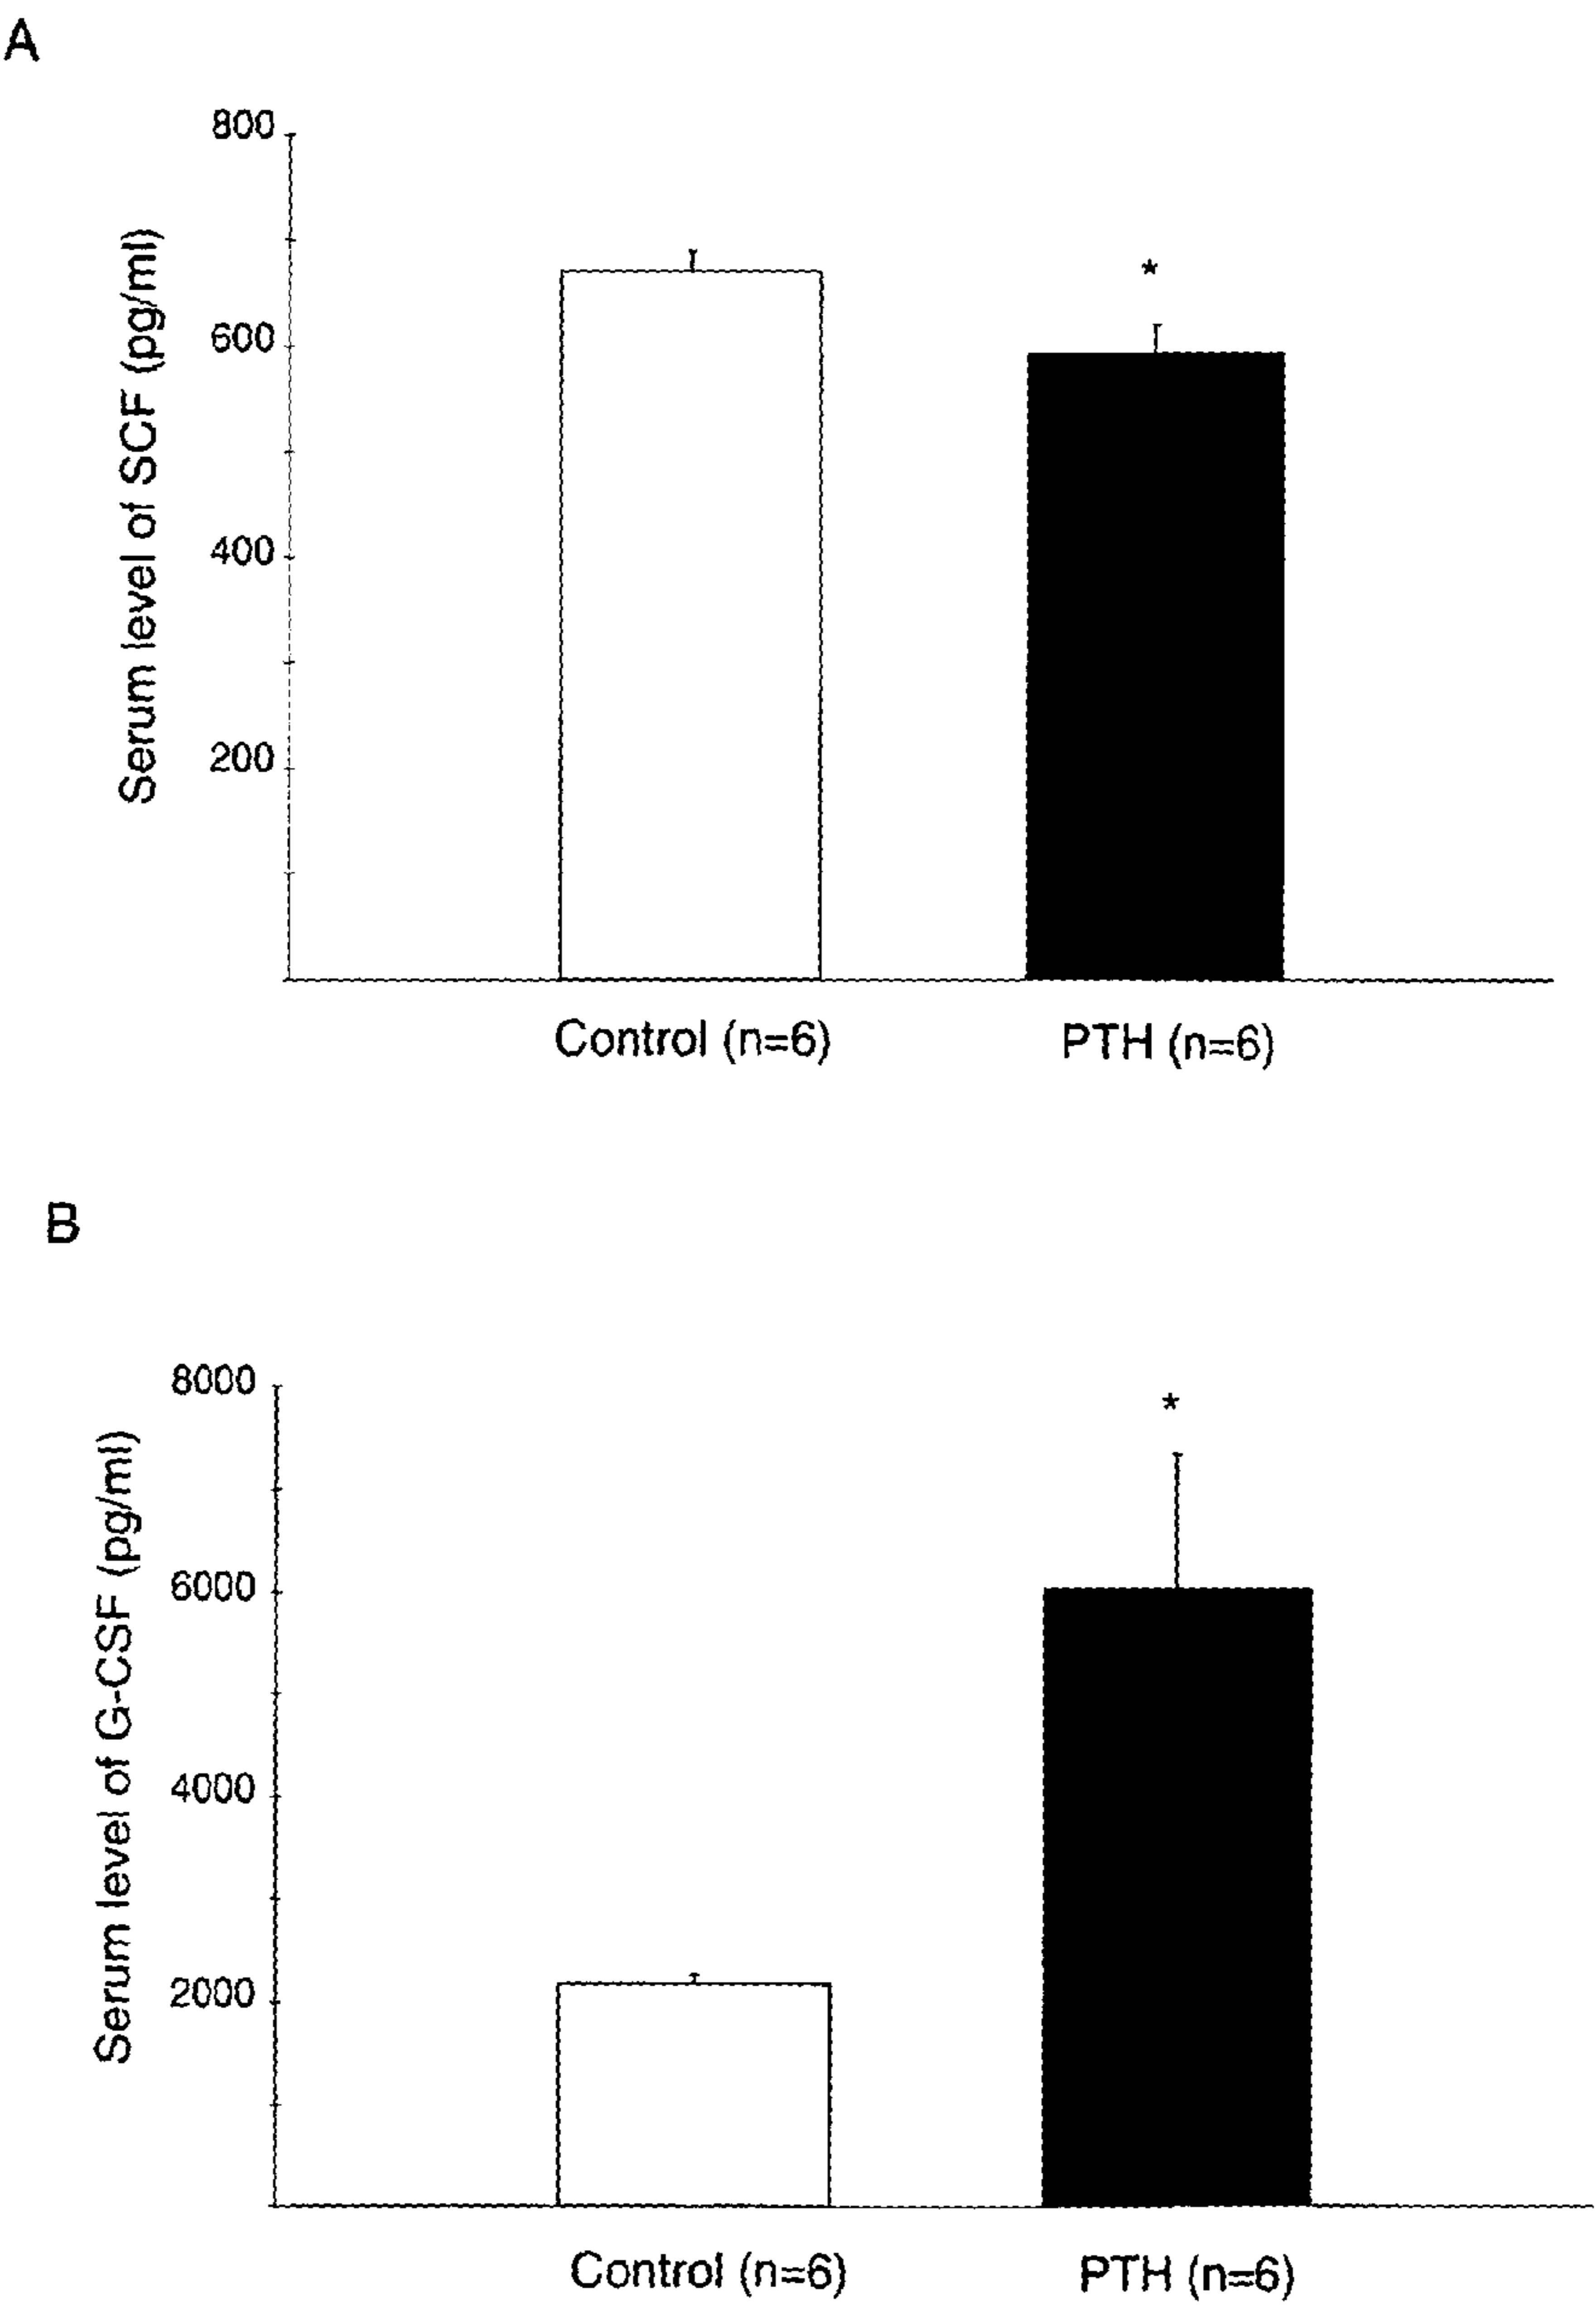 A
800
600
400
200
Serum level of SCF (pg/ml)
*
Control (n=6)
PTH (n=6)
B
8000
6000
4000
2000
Serum level of G-CSF (pg/ml)
*
Control (n=6)
PTH (n=6)